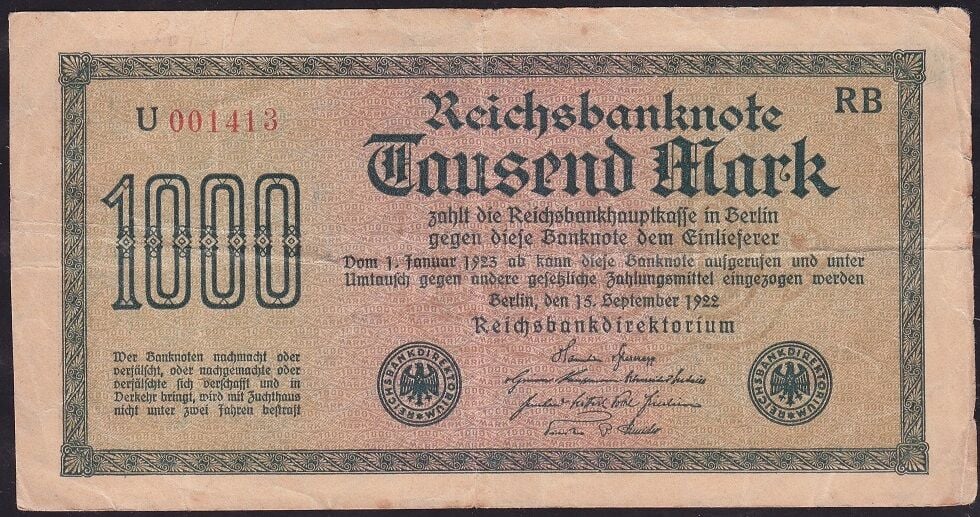 U 001413
RB
Reichsbanknote
Tausend Mark
1000
zahlt die Reichsbankhauptkasse in Berlin
gegen diese Banknote dem Einlieferer
Vom 1. Januar 1923 ab kann diese Banknote aufgerufen und unter
Umtausch gegen andere gesetzliche Zahlungsmittel eingezogen werden
Berlin, den 15. September 1922
Reichsbankdirektorium
Wer Banknoten nachmacht oder
verfälscht, oder nachgemachte oder
verfälschte sich verschafft und in
Verkehr bringt, wird mit Zuchthaus
nicht unter zwei Jahren bestraft
REICHSBANKDIREKTORIUM
REICHSBANKDIREKTORIUM